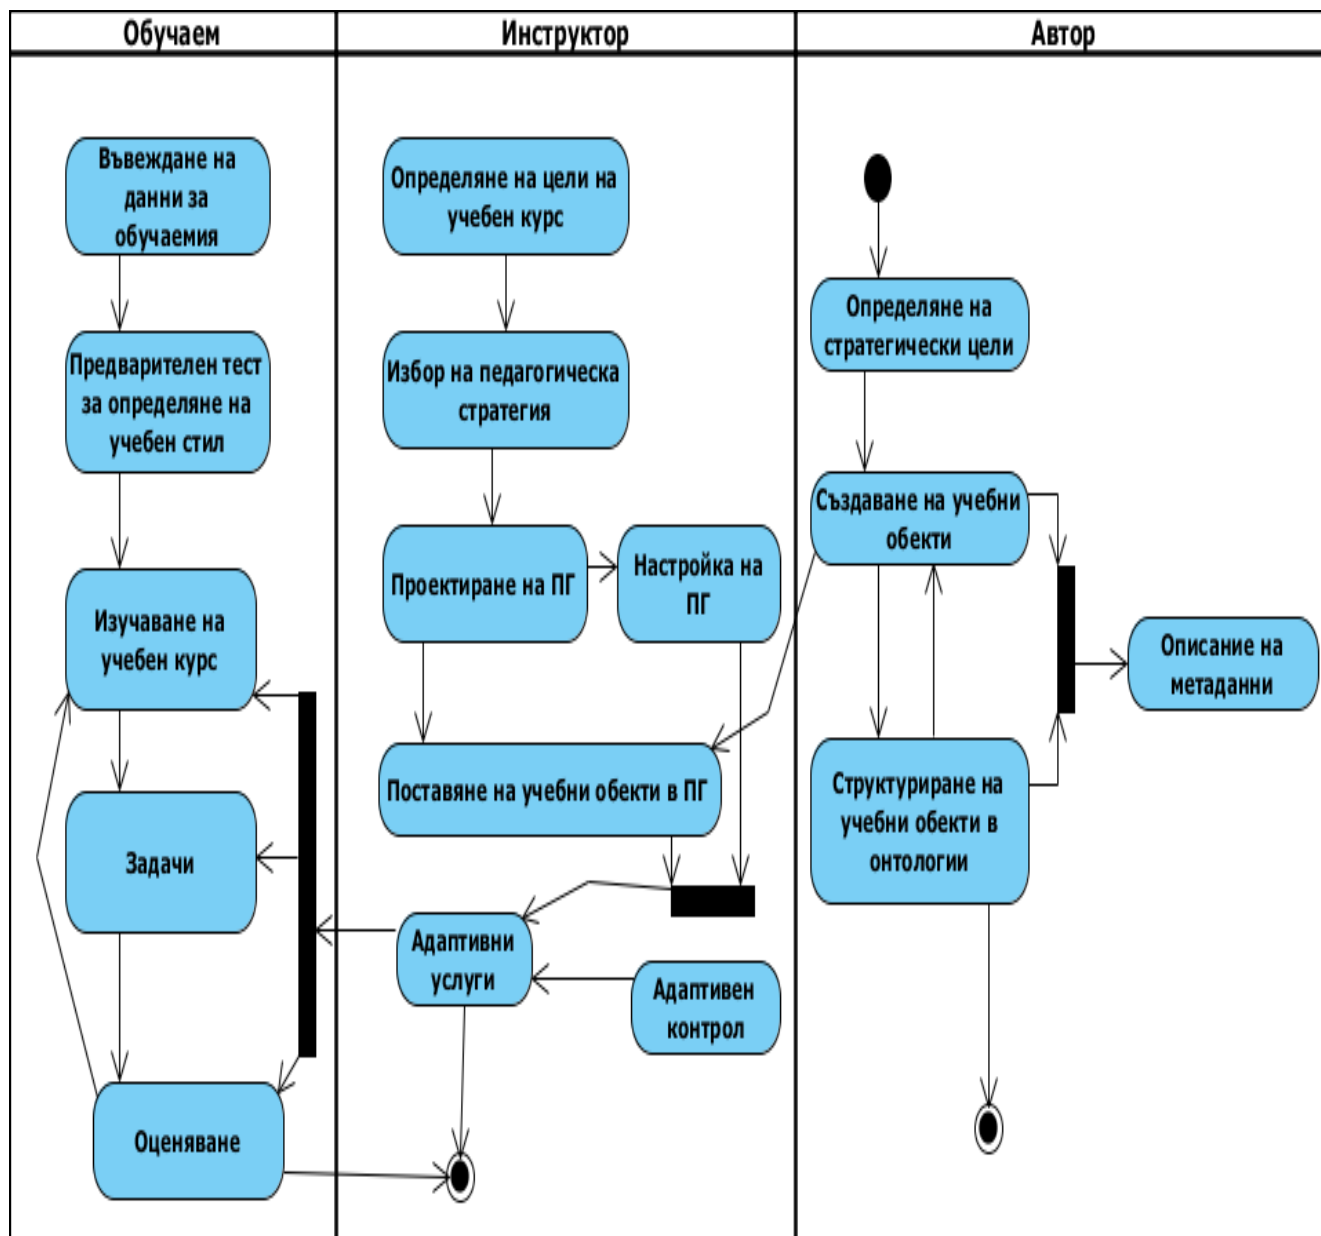 Обучаем
Инструктор
Автор
Въвеждане на
данни за
обучаемия
Предварителен тест
за определяне на
учебен стил
Изучаване на
учебен курс
Задачи
Оценяване
Определяне на цели на
учебен курс
Избор на педагогическа
стратегия
Проектиране на ПГ
Настройка на
ПГ
Поставяне на учебни обекти в ПГ
Адаптивни
услуги
Адаптивен
контрол
Определяне на
стратегически цели
Създаване на учебни
обекти
Описание на
метаданни
Структуриране на
учебни обекти в
онтологии